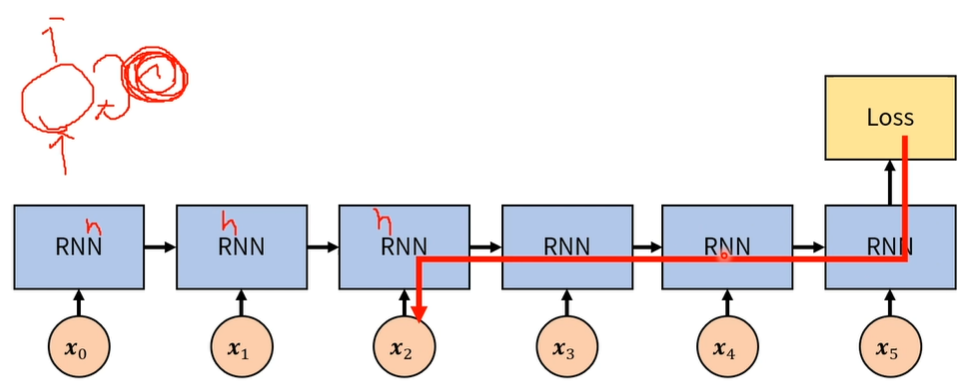 Loss
h h h
RNN RNN RNN RNN RNN RNN
x₀ x₁ x₂ x₃ x₄ x₅